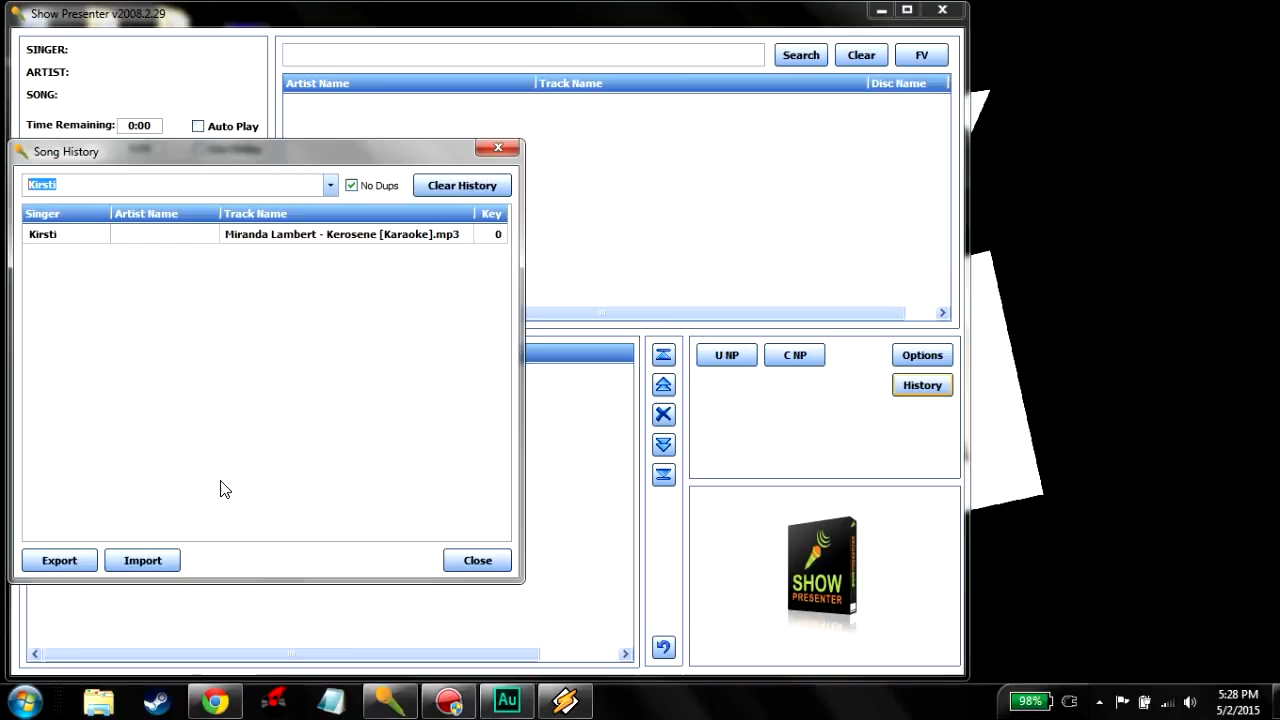 Show Presenter v2008.2.29
SINGER:
ARTIST:
SONG:
Time Remaining: 0:00
Auto Play
Search
Clear
FV
Artist Name
Track Name
Disc Name
Song History
Kirsti
No Dups
Clear History
Singer
Artist Name
Track Name
Key
Kirsti
Miranda Lambert - Kerosene [Karaoke].mp3
0
Export
Import
Close
U NP
C NP
Options
History
SHOW
PRESENTER
Au
98%
5:28 PM
5/2/2015